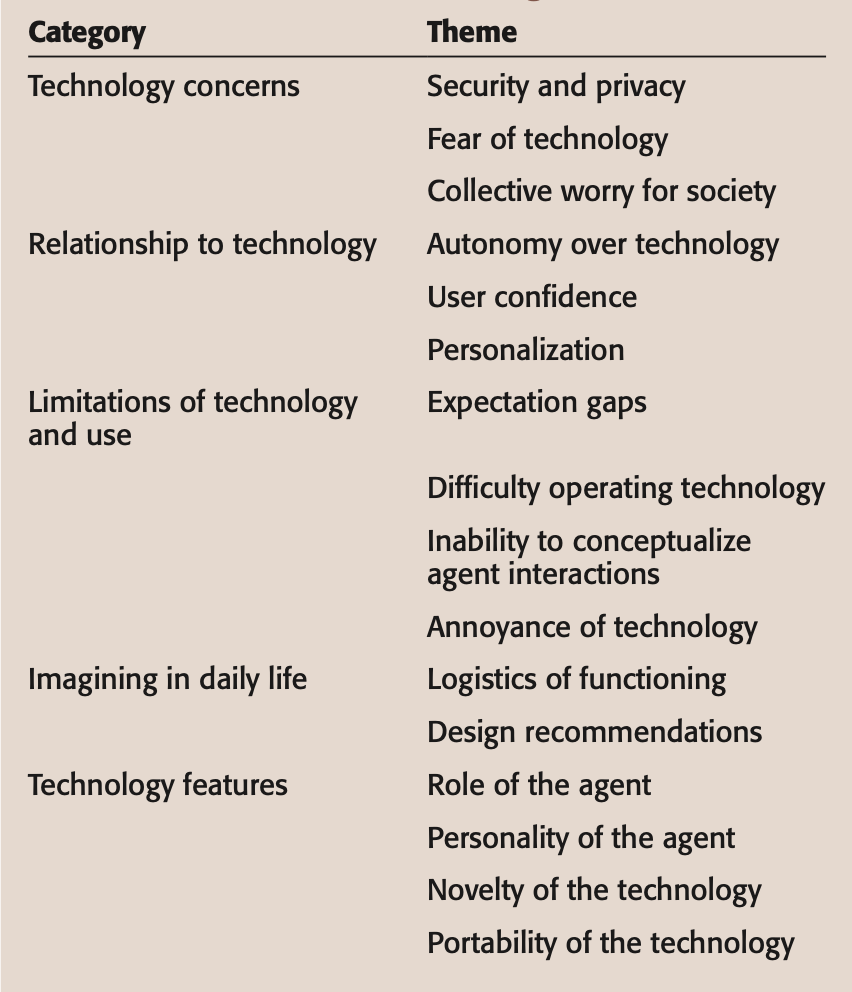 Category Theme
Technology concerns Security and privacy
Fear of technology
Collective worry for society
Relationship to technology Autonomy over technology
User confidence
Personalization
Limitations of technology Expectation gaps
and use
Difficulty operating technology
Inability to conceptualize
agent interactions
Annoyance of technology
Imagining in daily life Logistics of functioning
Design recommendations
Technology features Role of the agent
Personality of the agent
Novelty of the technology
Portability of the technology